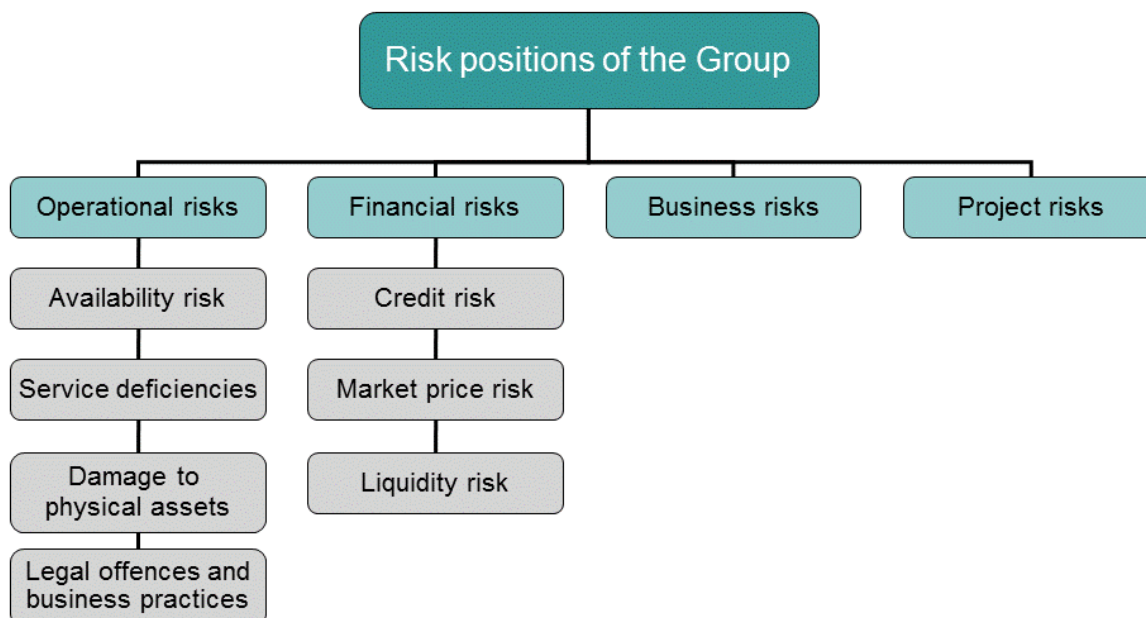 Risk positions of the Group
Operational risks
Financial risks
Business risks
Project risks
Availability risk
Credit risk
Service deficiencies
Market price risk
Damage to
physical assets
Liquidity risk
Legal offences and
business practices